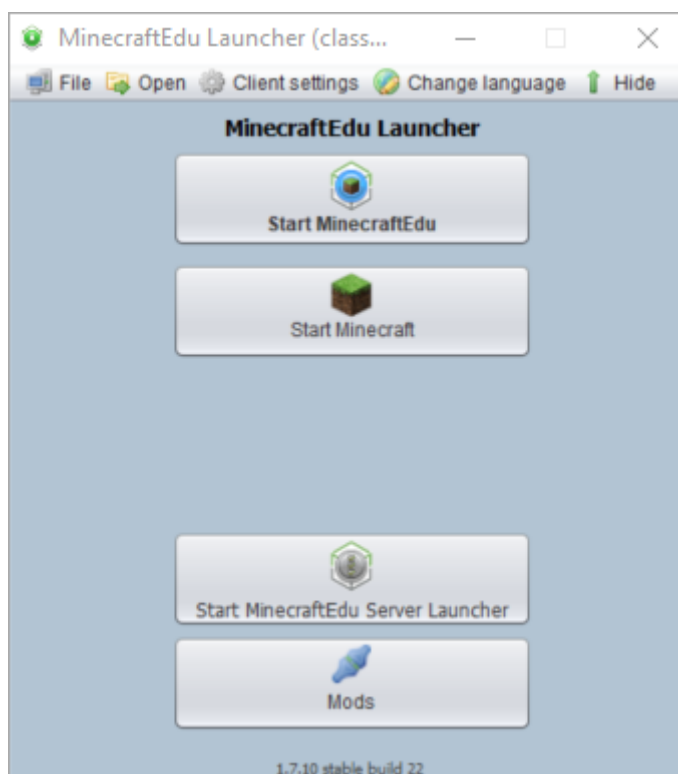 MinecraftEdu Launcher (class...
File Open Client settings Change language Hide
MinecraftEdu Launcher
Start MinecraftEdu
Start Minecraft
Start MinecraftEdu Server Launcher
Mods
1.7.10 stable build 22